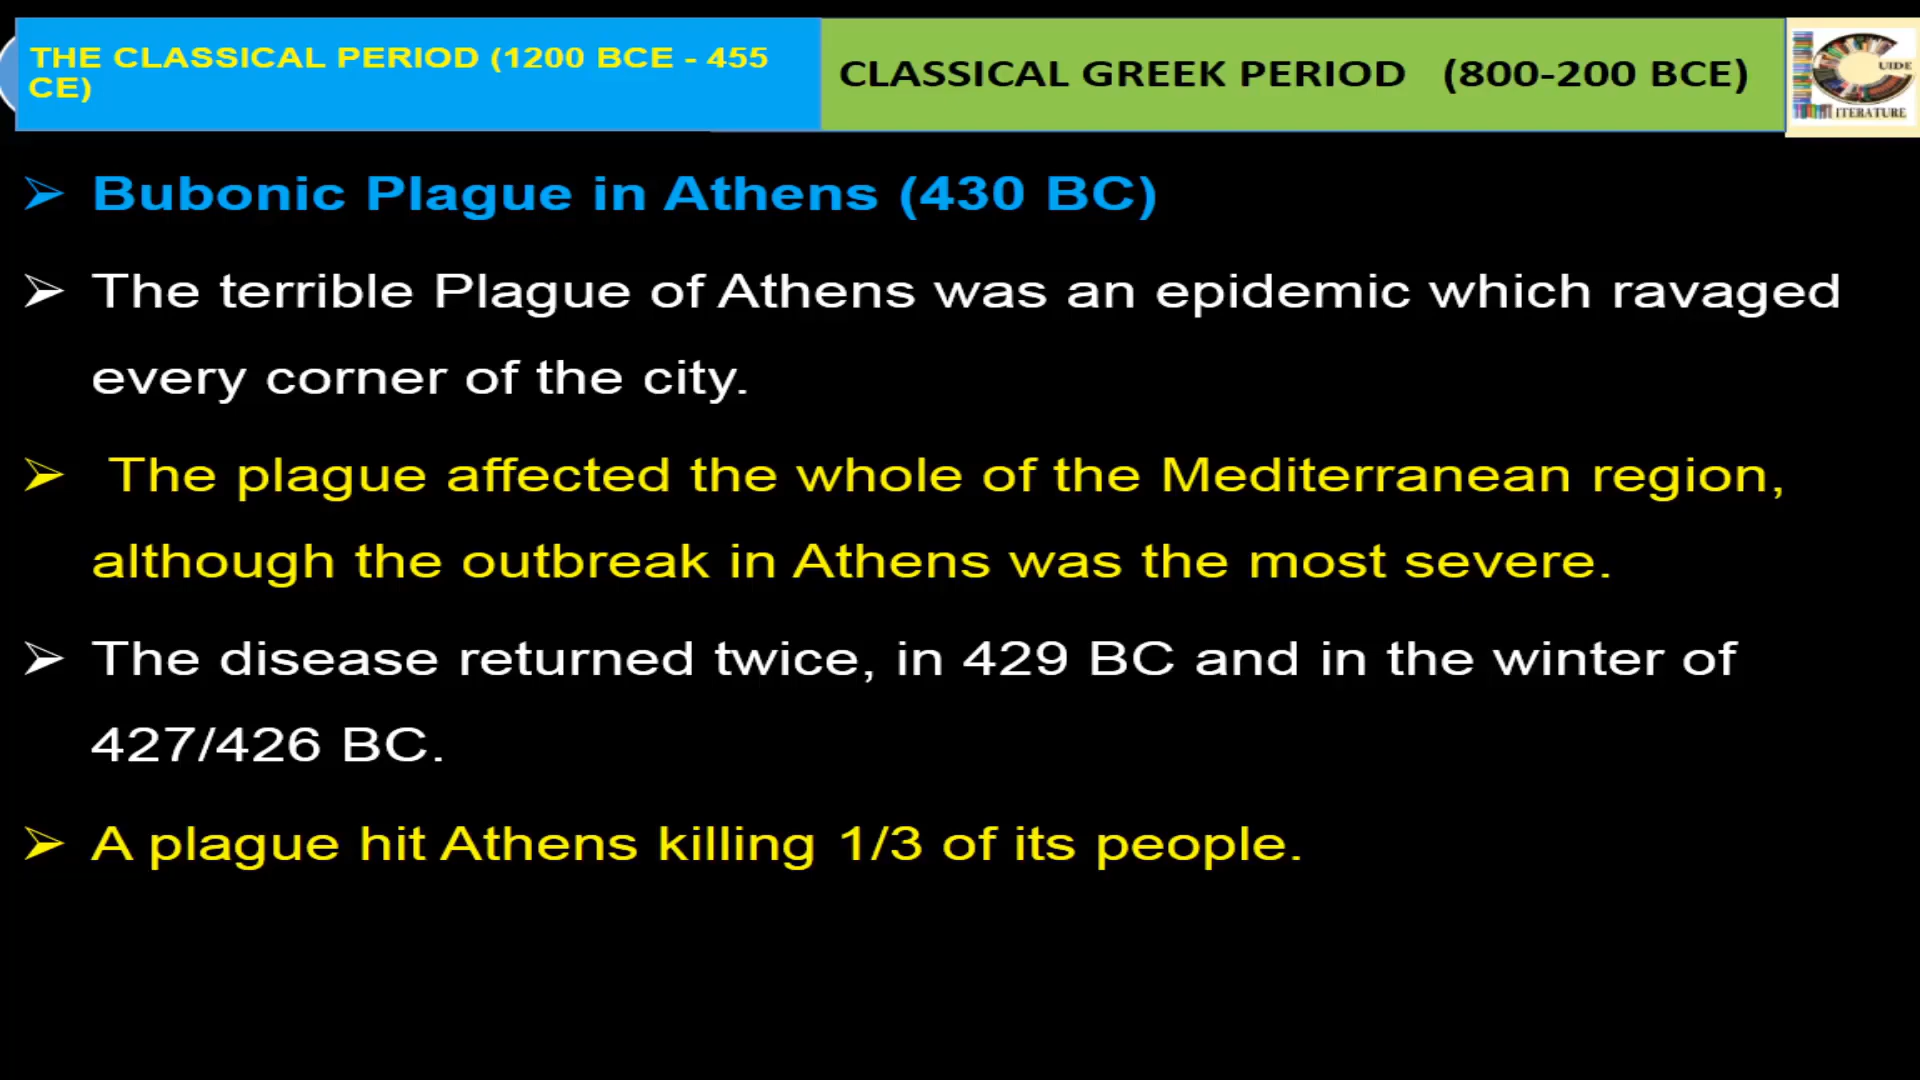 THE CLASSICAL PERIOD (1200 BCE - 455
CE)
CLASSICAL GREEK PERIOD (800-200 BCE)
UIDE
ITERATURE
➢ Bubonic Plague in Athens (430 BC)
➢ The terrible Plague of Athens was an epidemic which ravaged
every corner of the city.
➢ The plague affected the whole of the Mediterranean region,
although the outbreak in Athens was the most severe.
➢ The disease returned twice, in 429 BC and in the winter of
427/426 BC.
➢ A plague hit Athens killing 1/3 of its people.